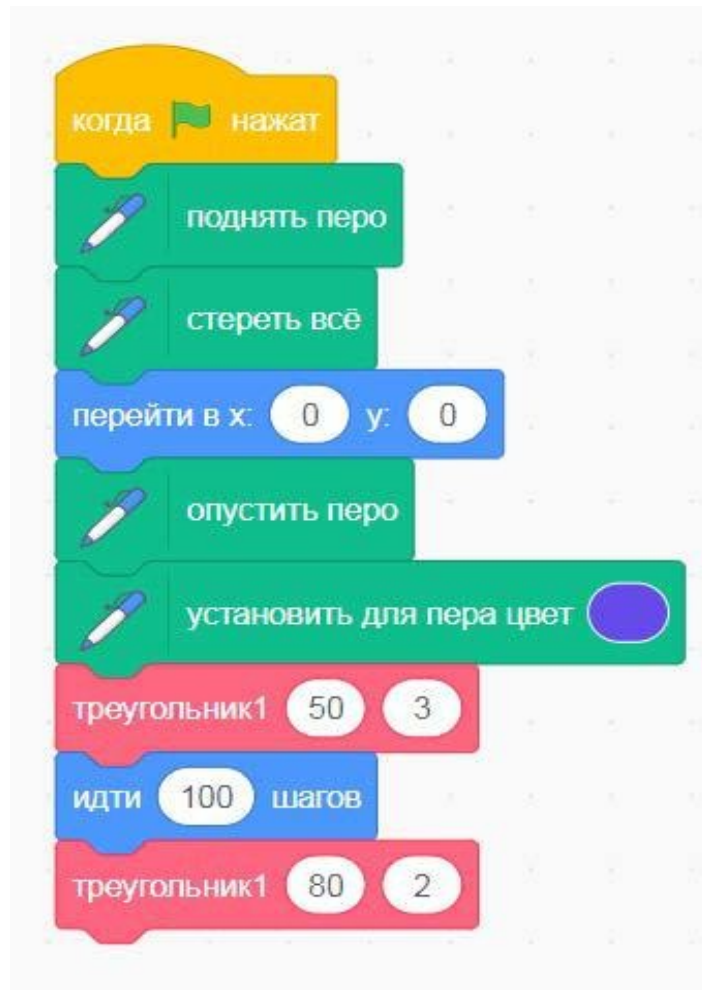 когда нажат
поднять перо
стереть всё
перейти в x: 0 y: 0
опустить перо
установить для пера цвет
треугольник1 50 3
идти 100 шагов
треугольник1 80 2